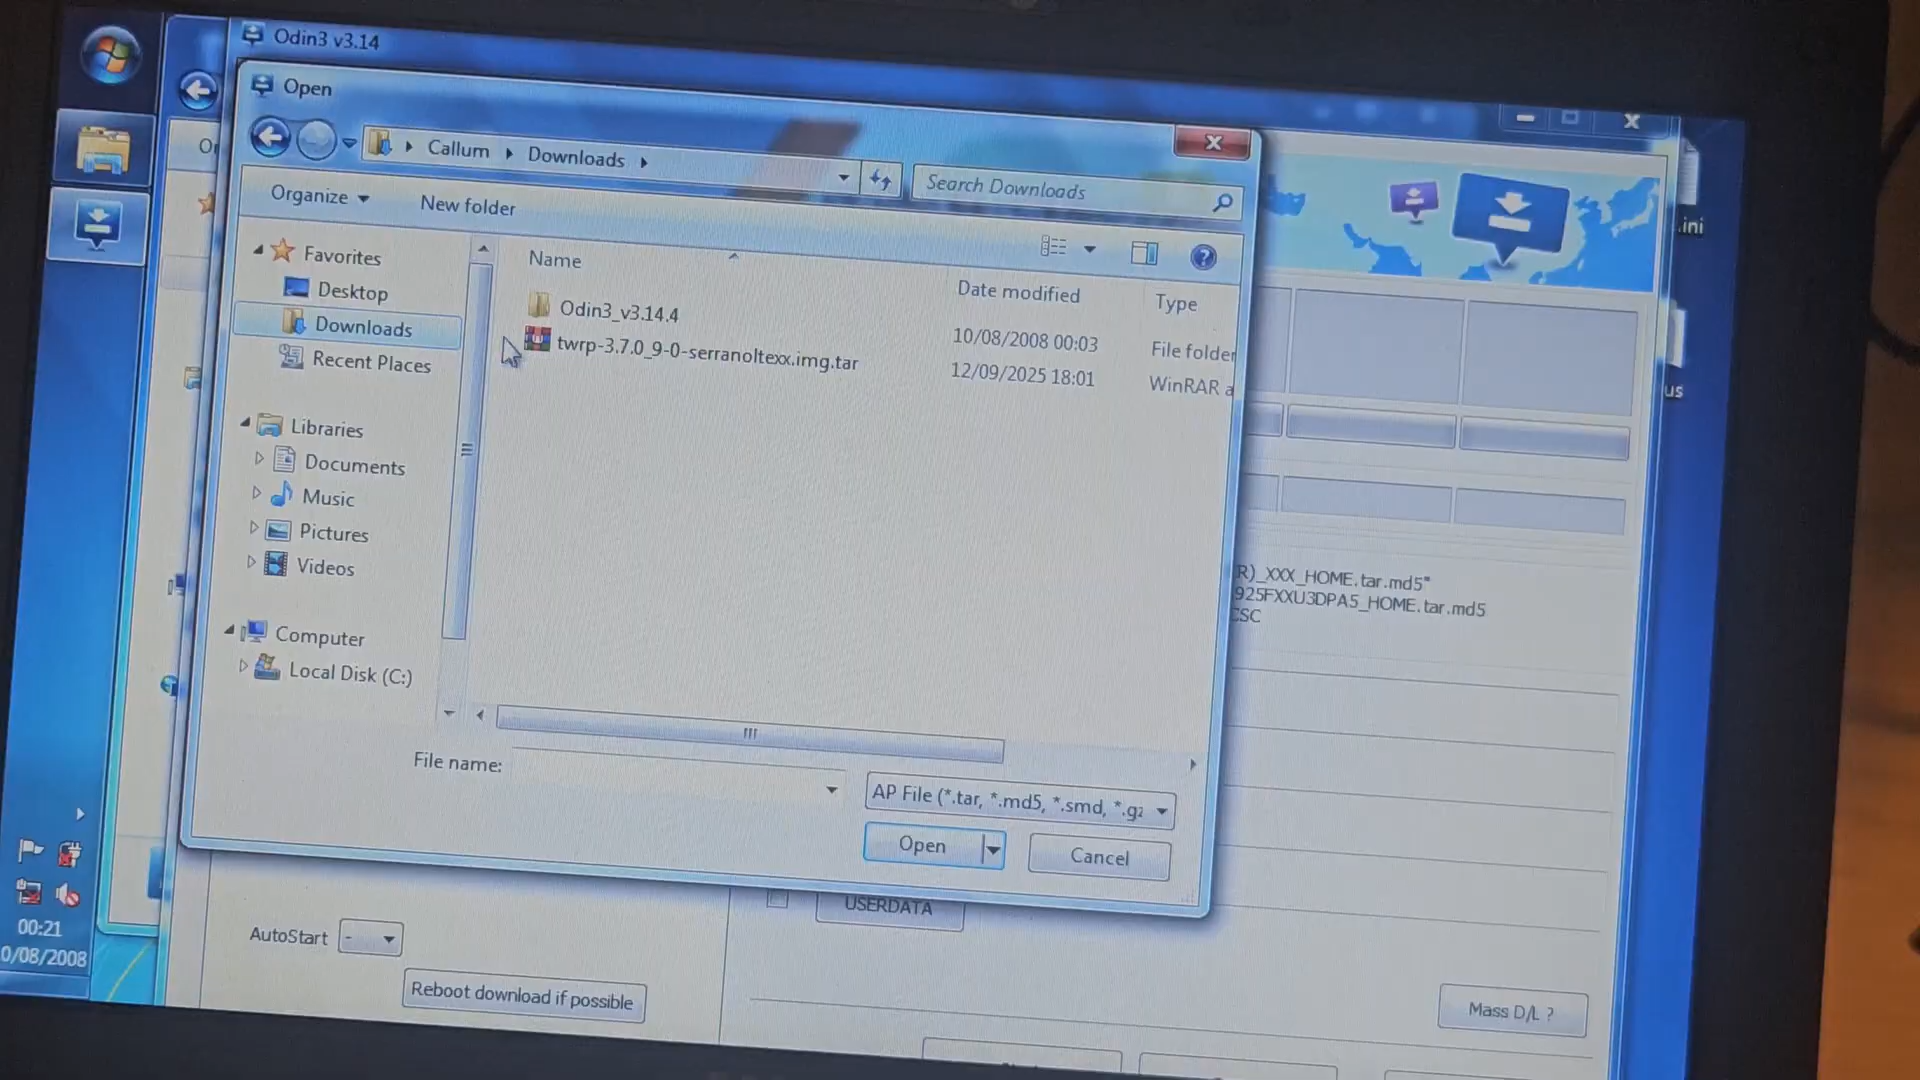 Odin3 v3.14
Open
Callum
Downloads
Search Downloads
Organize
New folder
.ini
Name
Date modified
Type
Favorites
Desktop
Downloads
Recent Places
Odin3_v3.14.4
10/08/2008 00:03
File folder
twrp-3.7.0_9-0-serranoltexx.img.tar
12/09/2025 18:01
WinRAR a
us
Libraries
Documents
Music
Pictures
Videos
Computer
Local Disk (C:)
R)_XXX_HOME.tar.md5"
925FXXU3DPA5_HOME.tar.md5
CSC
File name:
AP File (*.tar, *.md5, *.smd, *.gz
Open
Cancel
USERDATA
AutoStart
-
Reboot download if possible
Mass D/L ?
00:21
0/08/2008